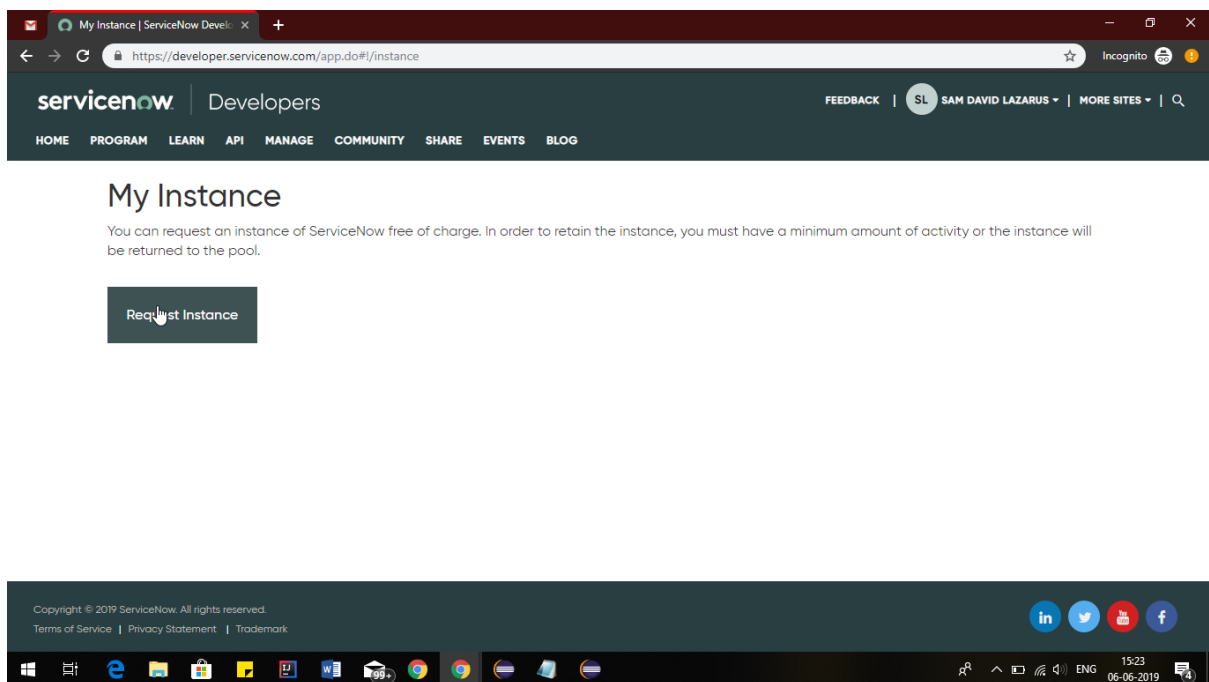 My Instance | ServiceNow Develo
https://developer.servicenow.com/app.do#!/instance
Incognito
servicenow
Developers
FEEDBACK | SL SAM DAVID LAZARUS | MORE SITES |
HOME PROGRAM LEARN API MANAGE COMMUNITY SHARE EVENTS BLOG
My Instance
You can request an instance of ServiceNow free of charge. In order to retain the instance, you must have a minimum amount of activity or the instance will
be returned to the pool.
Request Instance
Copyright © 2019 ServiceNow. All rights reserved.
Terms of Service | Privacy Statement | Trademark
in
You Tube
f
IJ
W
99+
ENG
15:23
06-06-2019
4